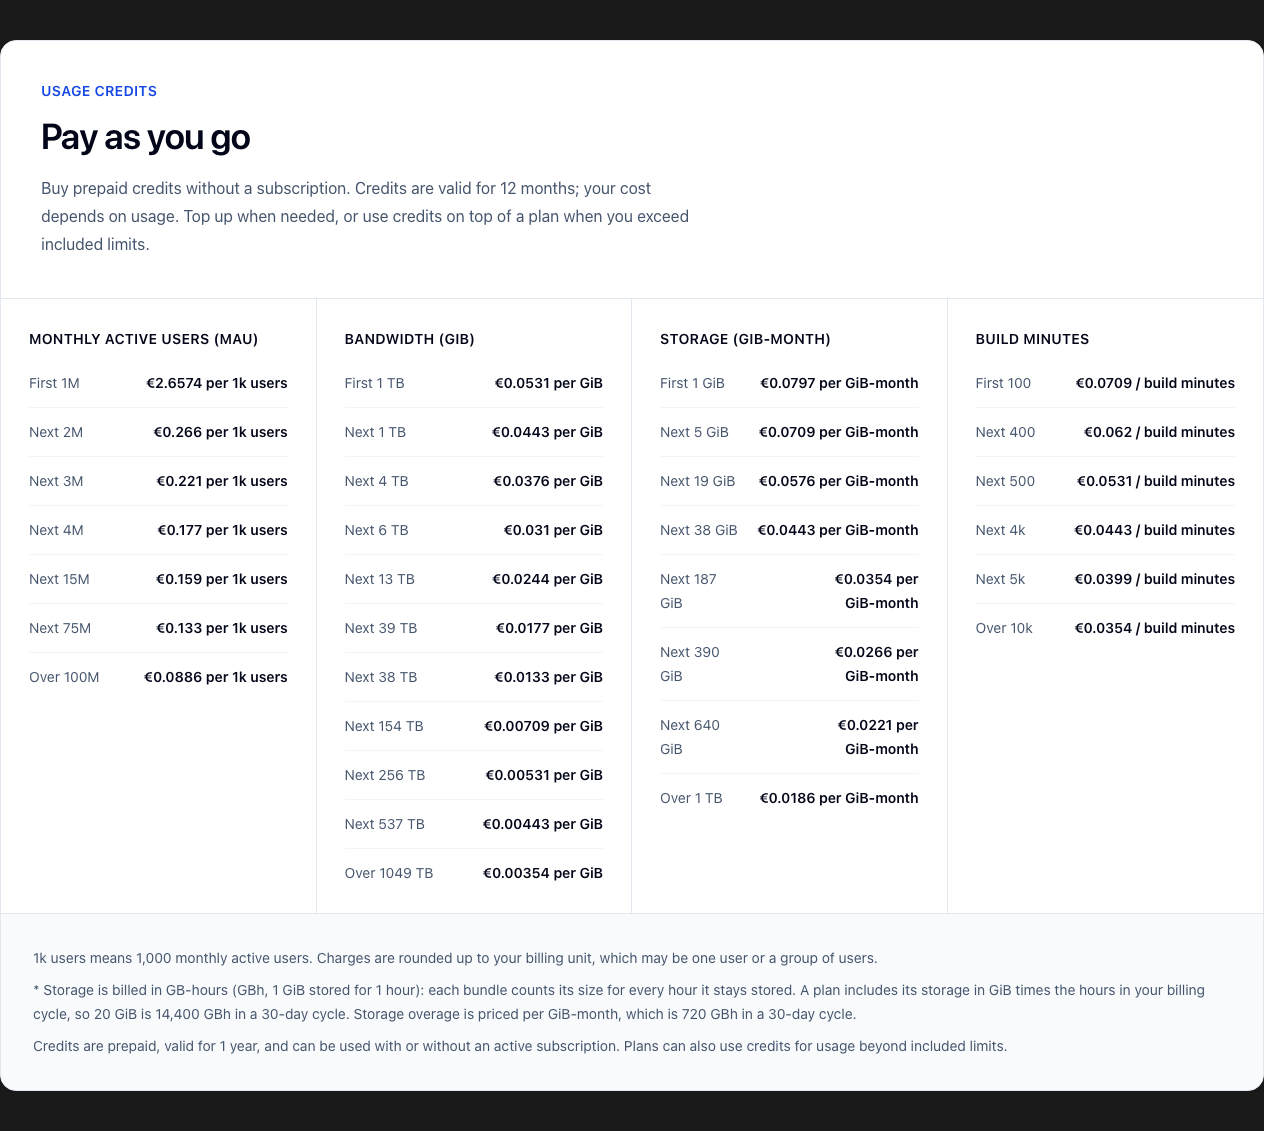 USAGE CREDITS
Pay as you go
Buy prepaid credits without a subscription. Credits are valid for 12 months; your cost
depends on usage. Top up when needed, or use credits on top of a plan when you exceed
included limits.
MONTHLY ACTIVE USERS (MAU)
First 1M €2.6574 per 1k users
Next 2M €0.266 per 1k users
Next 3M €0.221 per 1k users
Next 4M €0.177 per 1k users
Next 15M €0.159 per 1k users
Next 75M €0.133 per 1k users
Over 100M €0.0886 per 1k users
BANDWIDTH (GIB)
First 1 TB €0.0531 per GiB
Next 1 TB €0.0443 per GiB
Next 4 TB €0.0376 per GiB
Next 6 TB €0.031 per GiB
Next 13 TB €0.0244 per GiB
Next 39 TB €0.0177 per GiB
Next 38 TB €0.0133 per GiB
Next 154 TB €0.00709 per GiB
Next 256 TB €0.00531 per GiB
Next 537 TB €0.00443 per GiB
Over 1049 TB €0.00354 per GiB
STORAGE (GIB-MONTH)
First 1 GiB €0.0797 per GiB-month
Next 5 GiB €0.0709 per GiB-month
Next 19 GiB €0.0576 per GiB-month
Next 38 GiB €0.0443 per GiB-month
Next 187 €0.0354 per
GiB GiB-month
Next 390 €0.0266 per
GiB GiB-month
Next 640 €0.0221 per
GiB GiB-month
Over 1 TB €0.0186 per GiB-month
BUILD MINUTES
First 100 €0.0709 / build minutes
Next 400 €0.062 / build minutes
Next 500 €0.0531 / build minutes
Next 4k €0.0443 / build minutes
Next 5k €0.0399 / build minutes
Over 10k €0.0354 / build minutes
1k users means 1,000 monthly active users. Charges are rounded up to your billing unit, which may be one user or a group of users.
* Storage is billed in GB-hours (GBh, 1 GiB stored for 1 hour): each bundle counts its size for every hour it stays stored. A plan includes its storage in GiB times the hours in your billing
cycle, so 20 GiB is 14,400 GBh in a 30-day cycle. Storage overage is priced per GiB-month, which is 720 GBh in a 30-day cycle.
Credits are prepaid, valid for 1 year, and can be used with or without an active subscription. Plans can also use credits for usage beyond included limits.